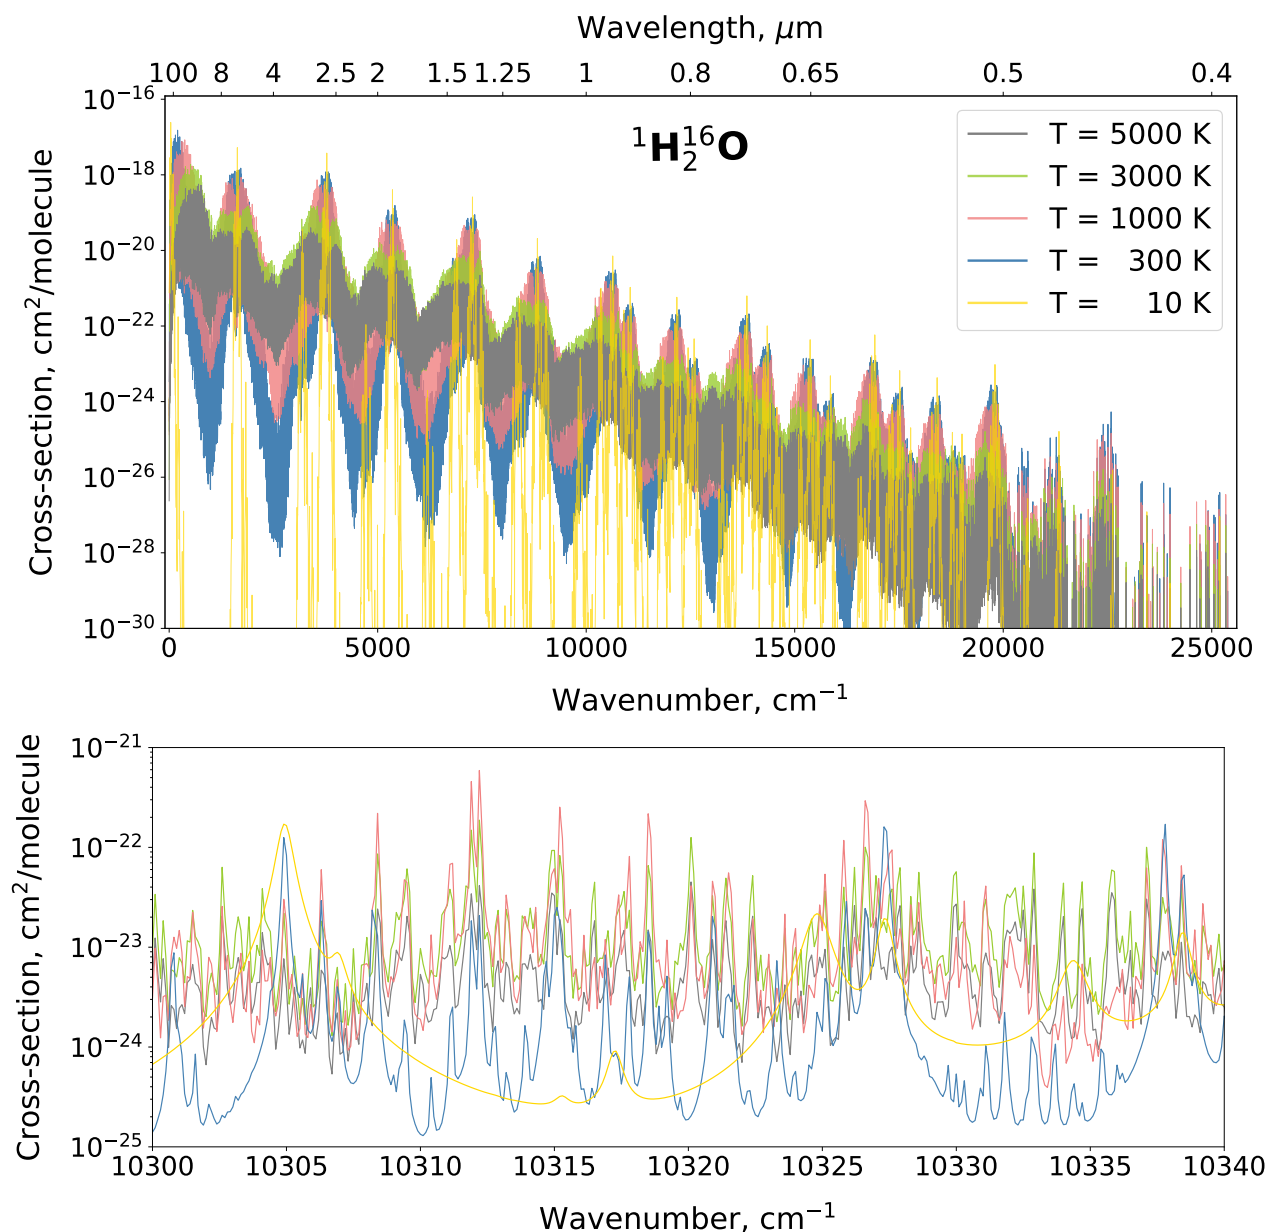 Wavelength, μm
100 8 4 2.5 2 1.5 1.25 1 0.8 0.65 0.5 0.4
Cross-section, cm²/molecule
10⁻¹⁶
10⁻¹⁸
10⁻²⁰
10⁻²²
10⁻²⁴
10⁻²⁶
10⁻²⁸
10⁻³⁰
¹H₂¹⁶O
T = 5000 K
T = 3000 K
T = 1000 K
T = 300 K
T = 10 K
0 5000 10000 15000 20000 25000
Wavenumber, cm⁻¹
Cross-section, cm²/molecule
10⁻²¹
10⁻²²
10⁻²³
10⁻²⁴
10⁻²⁵
10300 10305 10310 10315 10320 10325 10330 10335 10340
Wavenumber, cm⁻¹